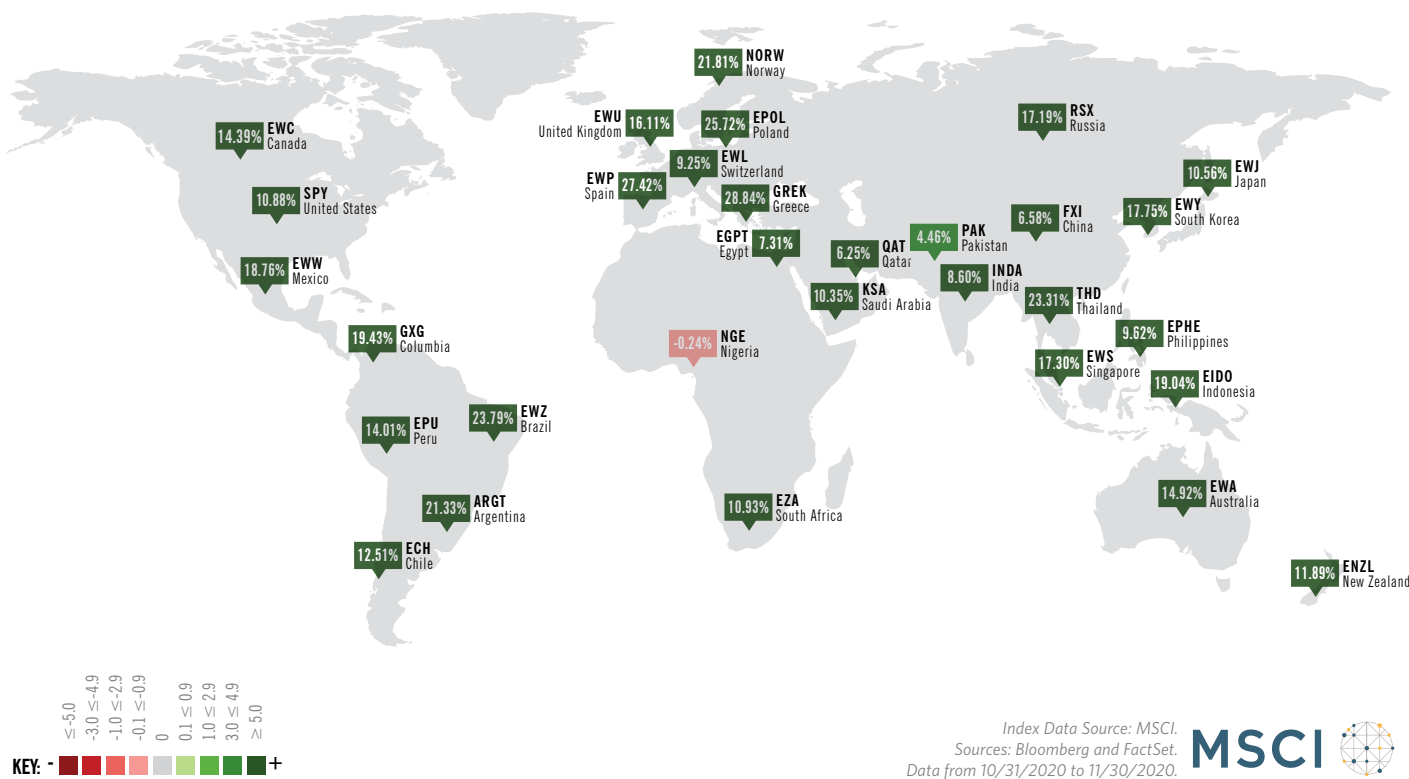 21.81% NORW
Norway
14.39% EWC
Canada
EWU 16.11%
United Kingdom
25.72% EPOL
Poland
17.19% RSX
Russia
10.88% SPY
United States
EWP 27.42%
Spain
9.25% EWL
Switzerland
28.84% GREK
Greece
10.56% EWJ
Japan
17.75% EWY
South Korea
6.58% FXI
China
EGPT 7.31%
Egypt
6.25% QAT
Qatar
4.46% PAK
Pakistan
18.76% EWW
Mexico
10.35% KSA
Saudi Arabia
8.60% INDA
India
23.31% THD
Thailand
19.43% GXG
Columbia
-0.24% NGE
Nigeria
9.62% EPHE
Philippines
17.30% EWS
Singapore
19.04% EIDO
Indonesia
14.01% EPU
Peru
23.79% EWZ
Brazil
21.33% ARGT
Argentina
10.93% EZA
South Africa
14.92% EWA
Australia
12.51% ECH
Chile
11.89% ENZL
New Zealand
≤ -5.0
-3.0 ≤-4.9
-1.0 ≤-2.9
-0.1 ≤-0.9
0
0.1 ≤ 0.9
1.0 ≤ 2.9
3.0 ≤ 4.9
≥ 5.0
KEY: - +
Index Data Source: MSCI.
Sources: Bloomberg and FactSet.
Data from 10/31/2020 to 11/30/2020.
MSCI